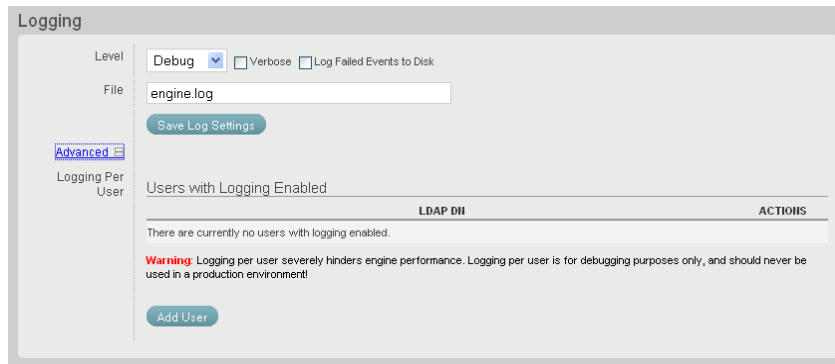 Logging
Level
Debug
Verbose
Log Failed Events to Disk
File
engine.log
Save Log Settings
Advanced
Logging Per
User
Users with Logging Enabled
LDAP DN
ACTIONS
There are currently no users with logging enabled.
Warning: Logging per user severely hinders engine performance. Logging per user is for debugging purposes only, and should never be
used in a production environment!
Add User